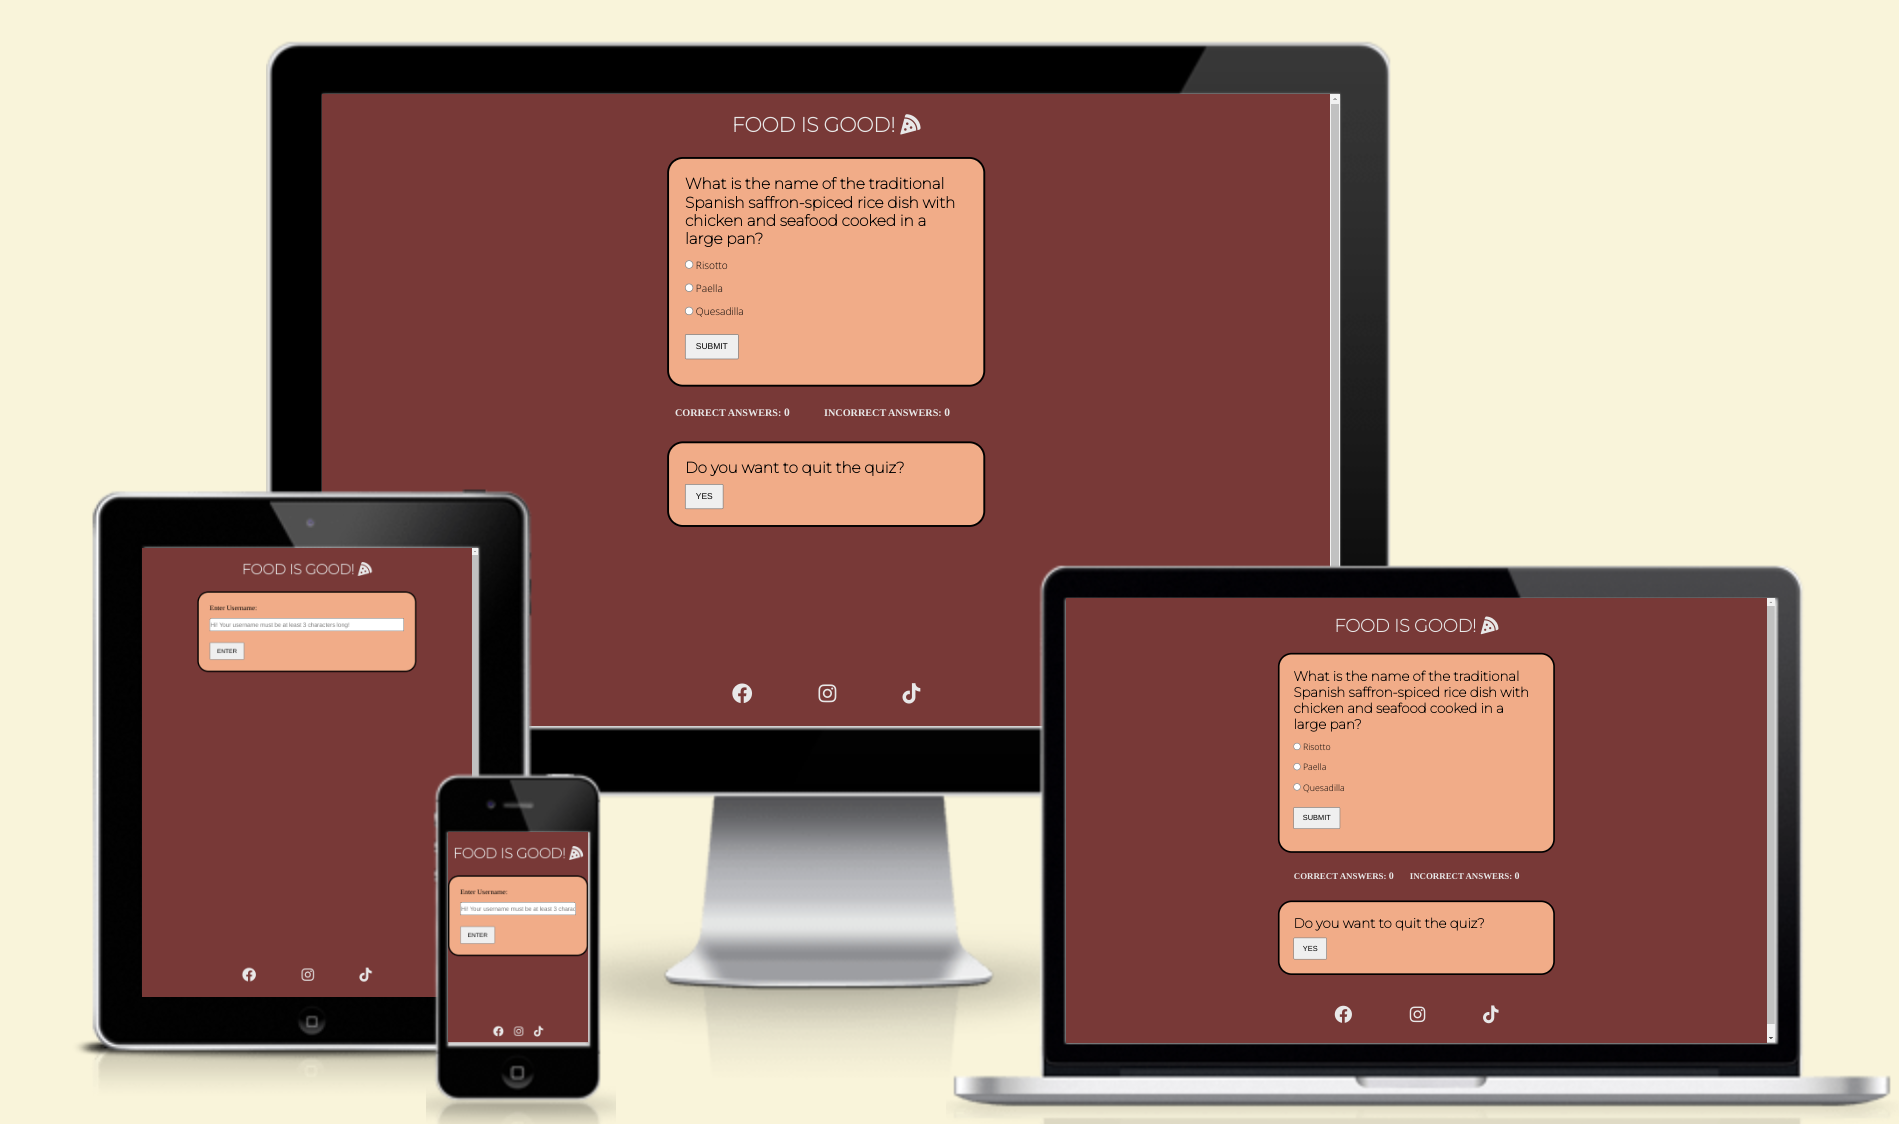 FOOD IS GOOD!
What is the name of the traditional
Spanish saffron-spiced rice dish with
chicken and seafood cooked in a
large pan?
Risotto
Paella
Quesadilla
SUBMIT
CORRECT ANSWERS: 0 INCORRECT ANSWERS: 0
Do you want to quit the quiz?
YES
FOOD IS GOOD!
Enter Username:
Hi! Your username must be at least 3 characters long!
ENTER
FOOD IS GOOD!
Enter Username:
Hi! Your username must be at least 3 charac
ENTER
FOOD IS GOOD!
What is the name of the traditional
Spanish saffron-spiced rice dish with
chicken and seafood cooked in a
large pan?
Risotto
Paella
Quesadilla
SUBMIT
CORRECT ANSWERS: 0 INCORRECT ANSWERS: 0
Do you want to quit the quiz?
YES